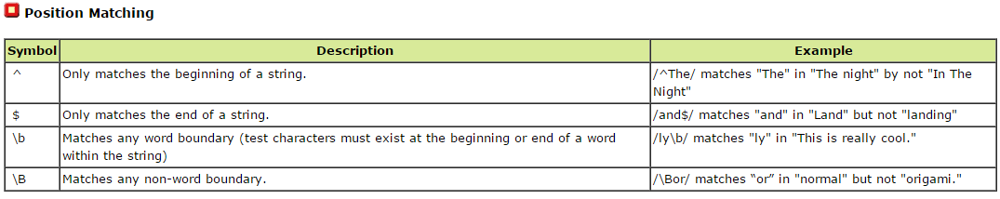 Position Matching
Symbol Description Example
^ Only matches the beginning of a string. /^The/ matches "The" in "The night" by not "In The
Night"
$ Only matches the end of a string. /and$/ matches "and" in "Land" but not "landing"
\b Matches any word boundary (test characters must exist at the beginning or end of a word
within the string) /ly\b/ matches "ly" in "This is really cool."
\B Matches any non-word boundary. /\Bor/ matches “or” in "normal" but not "origami."